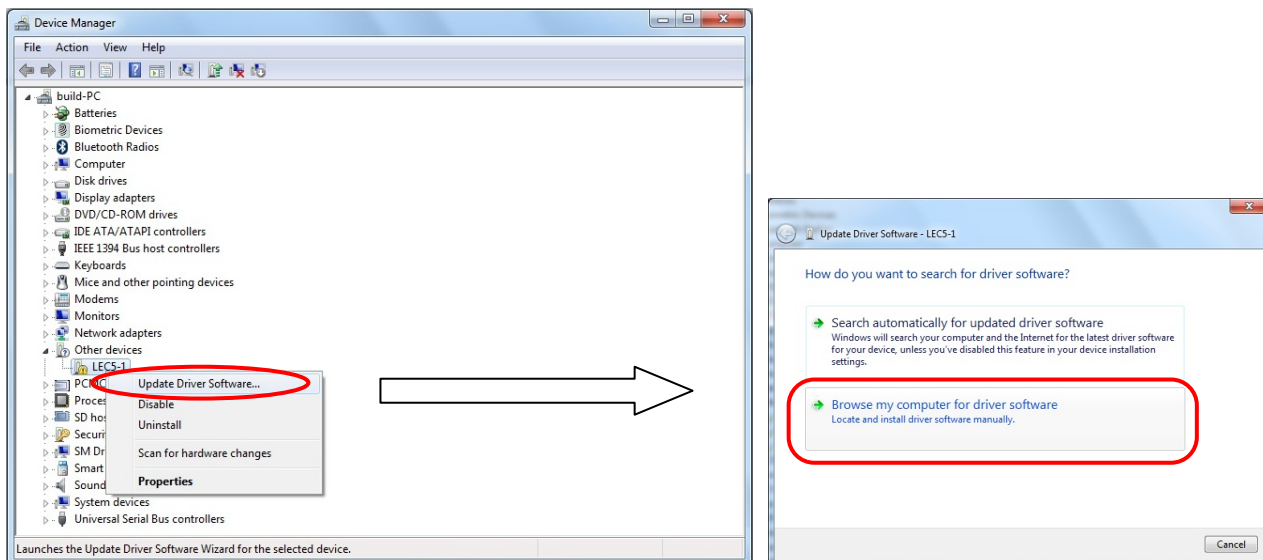 Device Manager
File Action View Help
build-PC
Batteries
Biometric Devices
Bluetooth Radios
Computer
Disk drives
Display adapters
DVD/CD-ROM drives
IDE ATA/ATAPI controllers
IEEE 1394 Bus host controllers
Keyboards
Mice and other pointing devices
Modems
Monitors
Network adapters
Other devices
LEC5-1
Update Driver Software...
Disable
Uninstall
Scan for hardware changes
Properties
PCMC
Proces
SD hos
Securi
SM Dr
Smart
Sound
System devices
Universal Serial Bus controllers
Launches the Update Driver Software Wizard for the selected device.
Update Driver Software - LEC5-1
How do you want to search for driver software?
Search automatically for updated driver software
Windows will search your computer and the Internet for the latest driver software
for your device, unless you've disabled this feature in your device installation
settings.
Browse my computer for driver software
Locate and install driver software manually.
Cancel